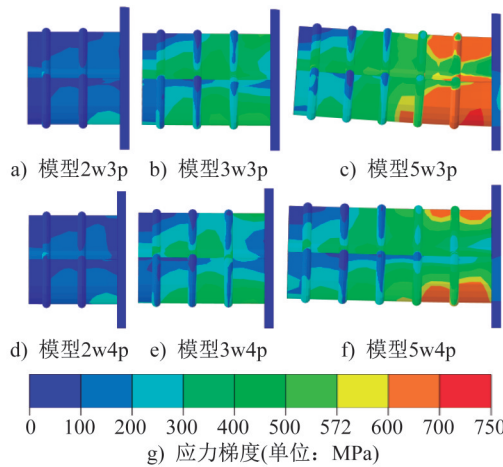 a) 模型2w3p b) 模型3w3p c) 模型5w3p
d) 模型2w4p e) 模型3w4p f) 模型5w4p
0 100 200 300 400 500 572 600 700 750
g) 应力梯度(单位：MPa)